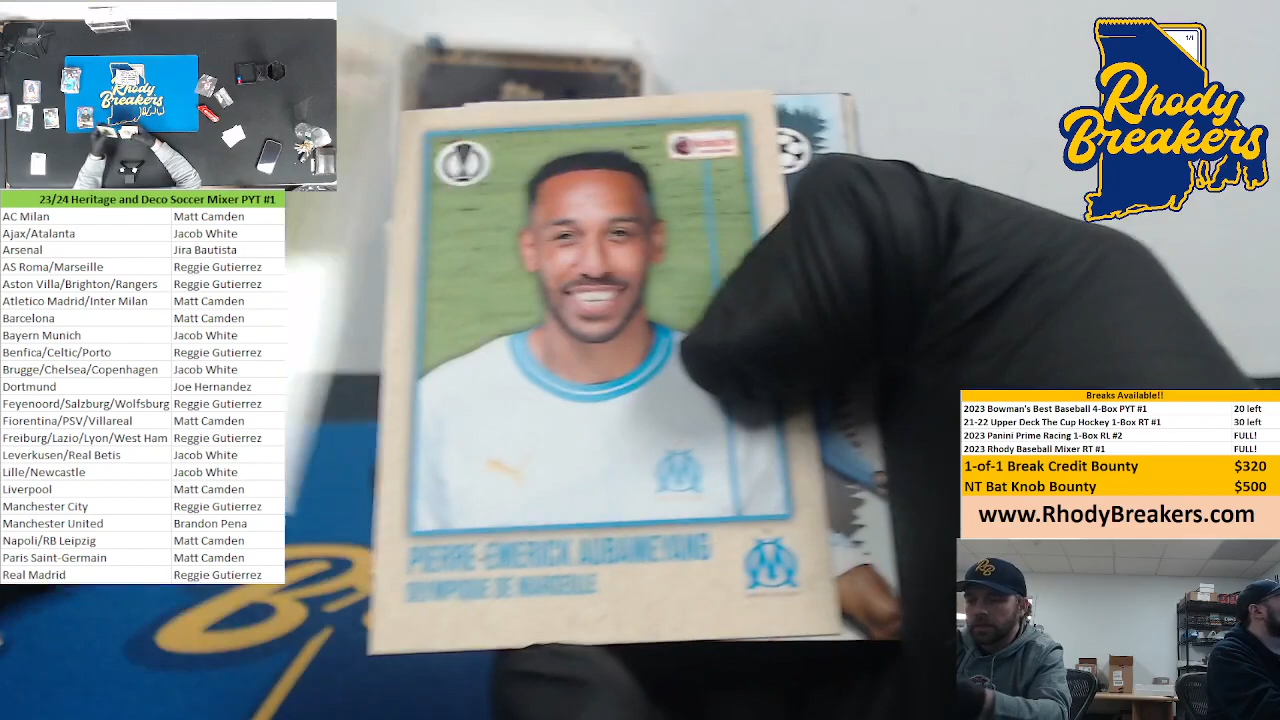 Rhody
Breakers
1/1
Rhody
Breakers
23/24 Heritage and Deco Soccer Mixer PYT #1
AC Milan Matt Camden
Ajax/Atalanta Jacob White
Arsenal Jira Bautista
AS Roma/Marseille Reggie Gutierrez
Aston Villa/Brighton/Rangers Reggie Gutierrez
Atletico Madrid/Inter Milan Matt Camden
Barcelona Matt Camden
Bayern Munich Jacob White
Benfica/Celtic/Porto Reggie Gutierrez
Brugge/Chelsea/Copenhagen Jacob White
Dortmund Joe Hernandez
Feyenoord/Salzburg/Wolfsburg Reggie Gutierrez
Fiorentina/PSV/Villareal Matt Camden
Freiburg/Lazio/Lyon/West Ham Reggie Gutierrez
Leverkusen/Real Betis Jacob White
Lille/Newcastle Jacob White
Liverpool Matt Camden
Manchester City Reggie Gutierrez
Manchester United Brandon Pena
Napoli/RB Leipzig Matt Camden
Paris Saint-Germain Matt Camden
Real Madrid Reggie Gutierrez
PIERRE-EMERICK AUBAMEYANG
OLYMPIQUE DE MARSEILLE
Breaks Available!!
2023 Bowman's Best Baseball 4-Box PYT #1 20 left
21-22 Upper Deck The Cup Hockey 1-Box RT #1 30 left
2023 Panini Prime Racing 1-Box RL #2 FULL!
2023 Rhody Baseball Mixer RT #1 FULL!
1-of-1 Break Credit Bounty $320
NT Bat Knob Bounty $500
www.RhodyBreakers.com
RB